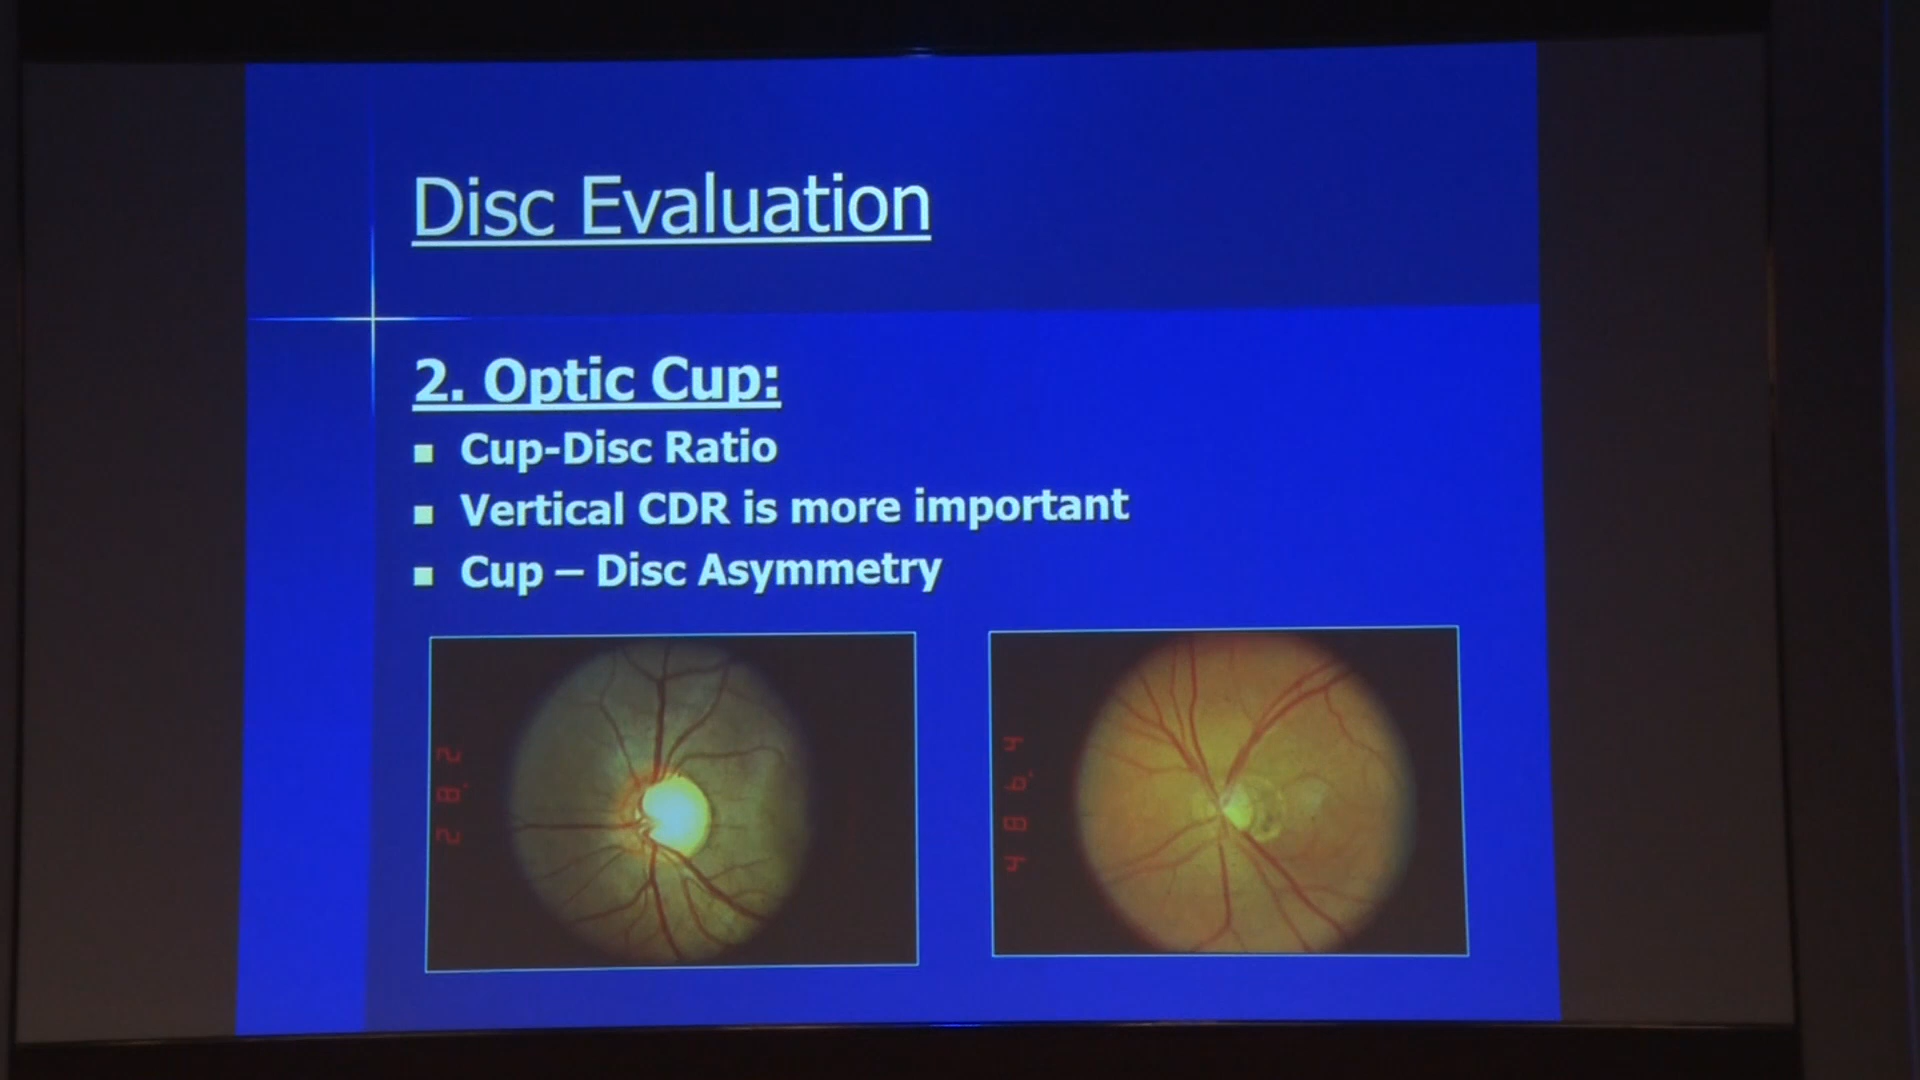 Disc Evaluation
2. Optic Cup:
▪ Cup-Disc Ratio
▪ Vertical CDR is more important
▪ Cup – Disc Asymmetry